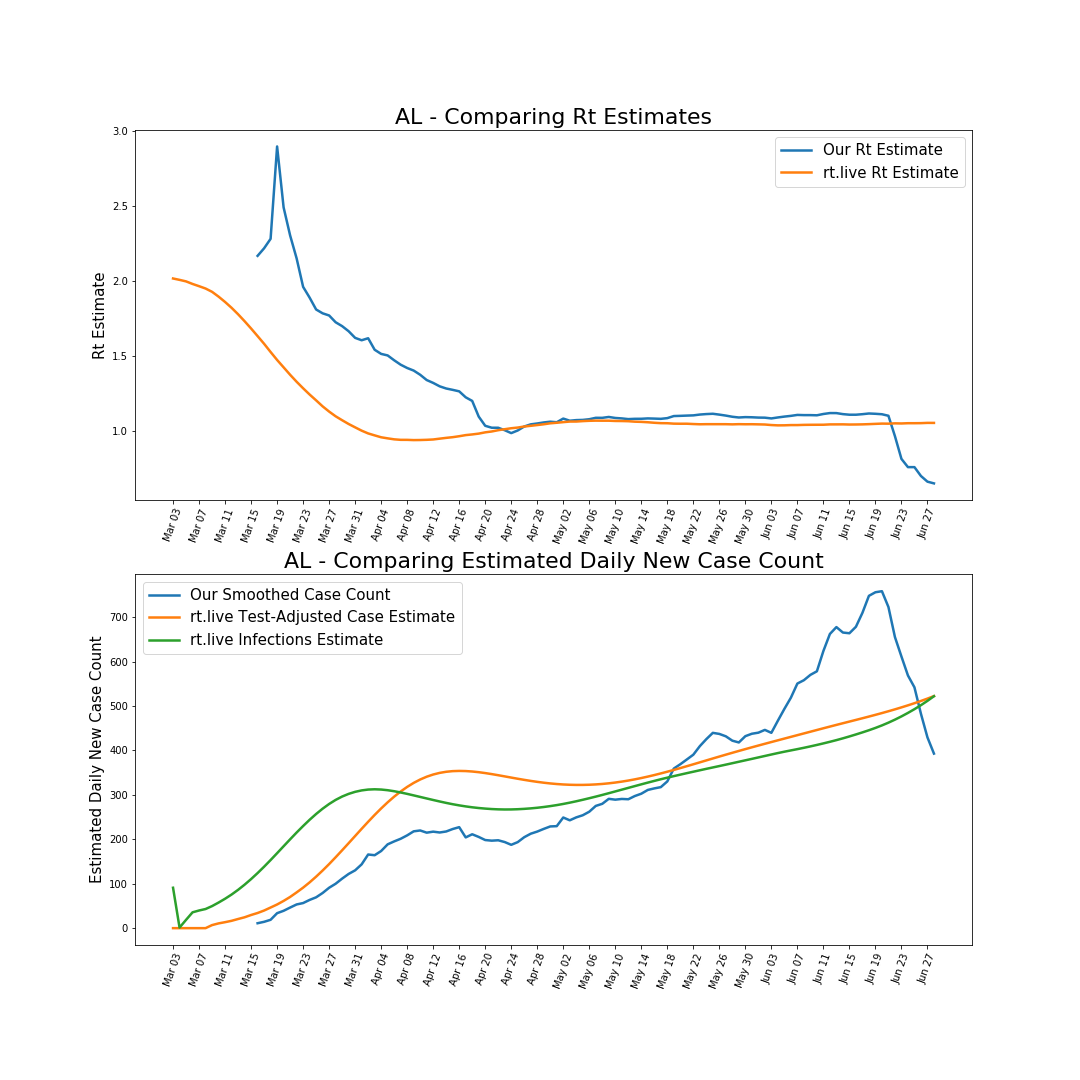 AL - Comparing Rt Estimates
Our Rt Estimate
rt.live Rt Estimate
Rt Estimate
3.0
2.5
2.0
1.5
1.0
Mar 03 Mar 07 Mar 11 Mar 15 Mar 19 Mar 23 Mar 27 Mar 31 Apr 04 Apr 08 Apr 12 Apr 16 Apr 20 Apr 24 Apr 28 May 02 May 06 May 10 May 14 May 18 May 22 May 26 May 30 Jun 03 Jun 07 Jun 11 Jun 15 Jun 19 Jun 23 Jun 27
AL - Comparing Estimated Daily New Case Count
Our Smoothed Case Count
rt.live Test-Adjusted Case Estimate
rt.live Infections Estimate
Estimated Daily New Case Count
700
600
500
400
300
200
100
0
Mar 03 Mar 07 Mar 11 Mar 15 Mar 19 Mar 23 Mar 27 Mar 31 Apr 04 Apr 08 Apr 12 Apr 16 Apr 20 Apr 24 Apr 28 May 02 May 06 May 10 May 14 May 18 May 22 May 26 May 30 Jun 03 Jun 07 Jun 11 Jun 15 Jun 19 Jun 23 Jun 27